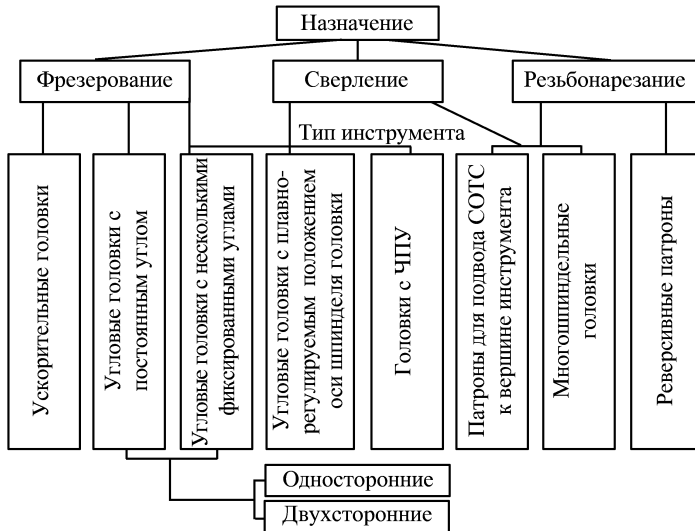 Назначение
Фрезерование
Сверление
Резьбонарезание
Тип инструмента
Ускорительные головки
Угловые головки с
постоянным углом
Угловые головки с несколькими
фиксированными углами
Угловые головки с плавно-
регулируемым положением
оси шпинделя головки
Головки с ЧПУ
Патроны для подвода СОТС
к вершине инструмента
Многошпиндельные
головки
Реверсивные патроны
Односторонние
Двухсторонние